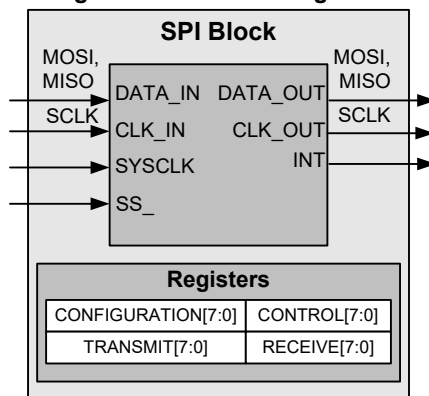 SPI Block
MOSI,
MISO
SCLK
MOSI,
MISO
SCLK
DATA_IN DATA_OUT
CLK_IN CLK_OUT
SYSCLK INT
SS_
Registers
CONFIGURATION[7:0] CONTROL[7:0]
TRANSMIT[7:0] RECEIVE[7:0]